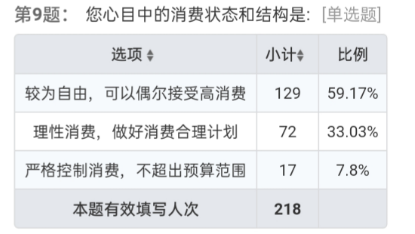 第9题： 您心目中的消费状态和结构是: [单选题]
选项 小计 比例
较为自由，可以偶尔接受高消费 129 59.17%
理性消费，做好消费合理计划 72 33.03%
严格控制消费，不超出预算范围 17 7.8%
本题有效填写人次 218